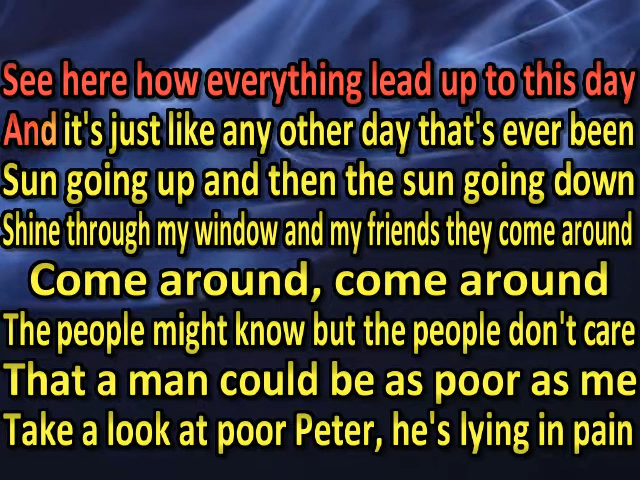 See here how everything lead up to this day
And it's just like any other day that's ever been
Sun going up and then the sun going down
Shine through my window and my friends they come around
Come around, come around
The people might know but the people don't care
That a man could be as poor as me
Take a look at poor Peter, he's lying in pain